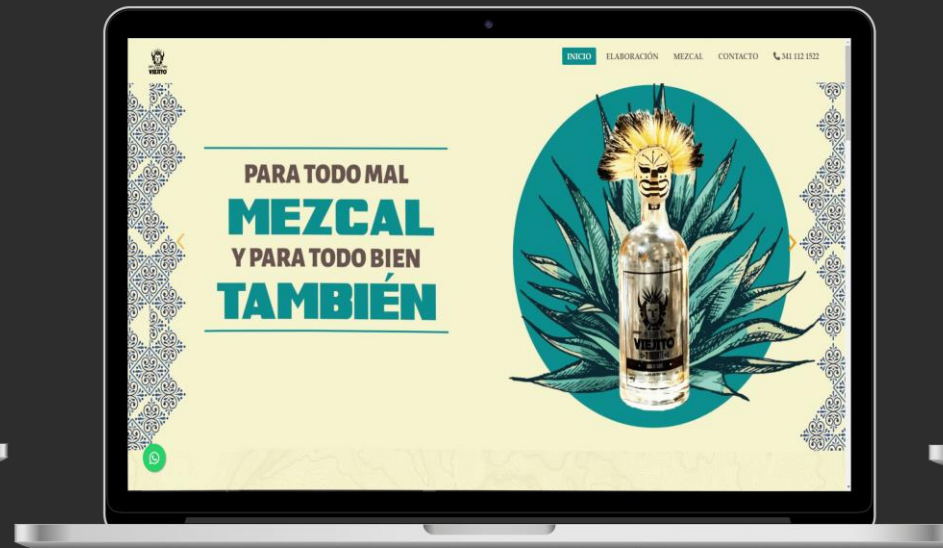 VIEJITO
INICIO ELABORACIÓN MEZCAL CONTACTO 341 112 1522
PARA TODO MAL
MEZCAL
Y PARA TODO BIEN
TAMBIÉN
VIEJITO